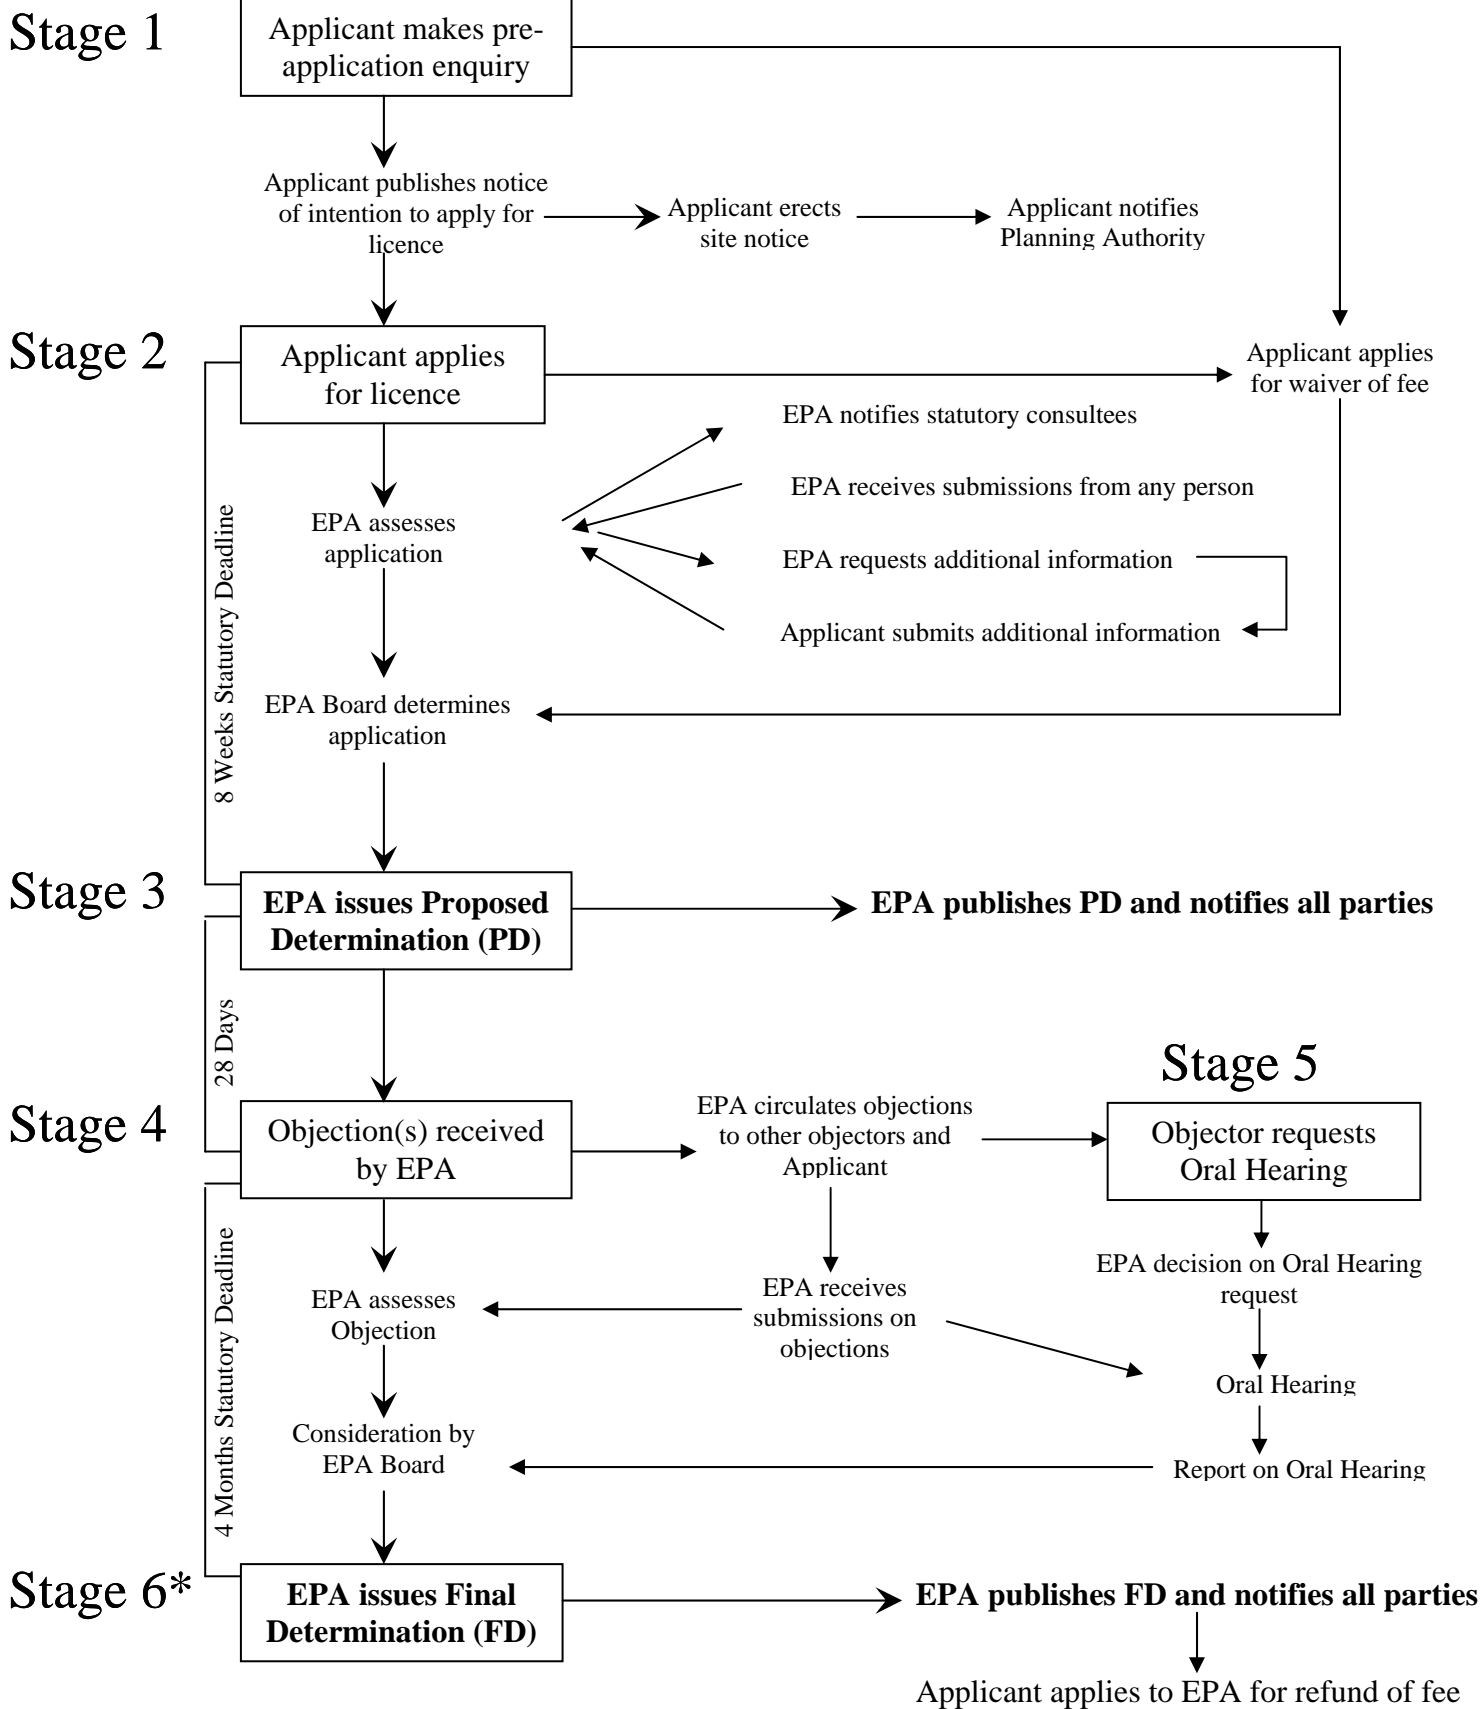 Stage 1
Applicant makes pre-
application enquiry
Applicant publishes notice
of intention to apply for
licence
Applicant erects
site notice
Applicant notifies
Planning Authority
Stage 2
Applicant applies
for licence
Applicant applies
for waiver of fee
EPA notifies statutory consultees
EPA receives submissions from any person
EPA assesses
application
EPA requests additional information
Applicant submits additional information
8 Weeks Statutory Deadline
EPA Board determines
application
Stage 3
EPA issues Proposed
Determination (PD)
EPA publishes PD and notifies all parties
28 Days
Stage 4
Objection(s) received
by EPA
EPA circulates objections
to other objectors and
Applicant
Stage 5
Objector requests
Oral Hearing
4 Months Statutory Deadline
EPA assesses
Objection
EPA receives
submissions on
objections
EPA decision on Oral Hearing
request
Oral Hearing
Consideration by
EPA Board
Report on Oral Hearing
Stage 6*
EPA issues Final
Determination (FD)
EPA publishes FD and notifies all parties
Applicant applies to EPA for refund of fee